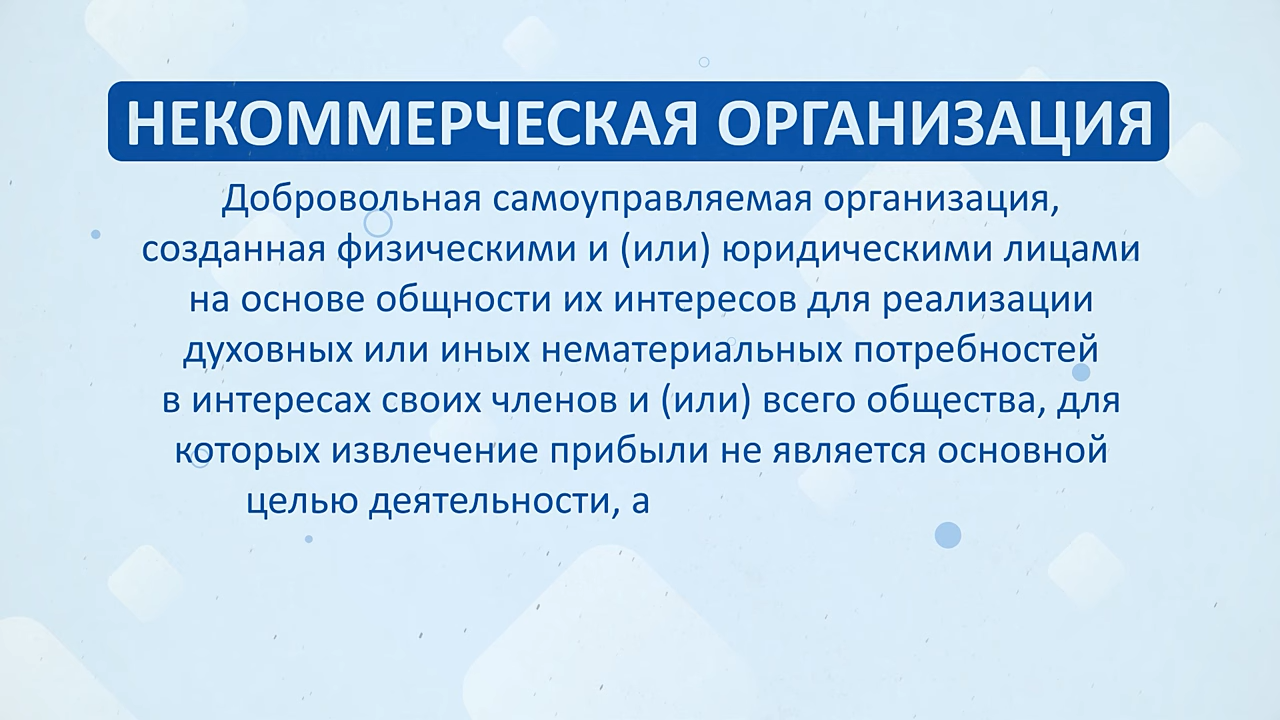 НЕКОММЕРЧЕСКАЯ ОРГАНИЗАЦИЯ
Добровольная самоуправляемая организация,
созданная физическими и (или) юридическими лицами
на основе общности их интересов для реализации
духовных или иных нематериальных потребностей
в интересах своих членов и (или) всего общества, для
которых извлечение прибыли не является основной
целью деятельности, а